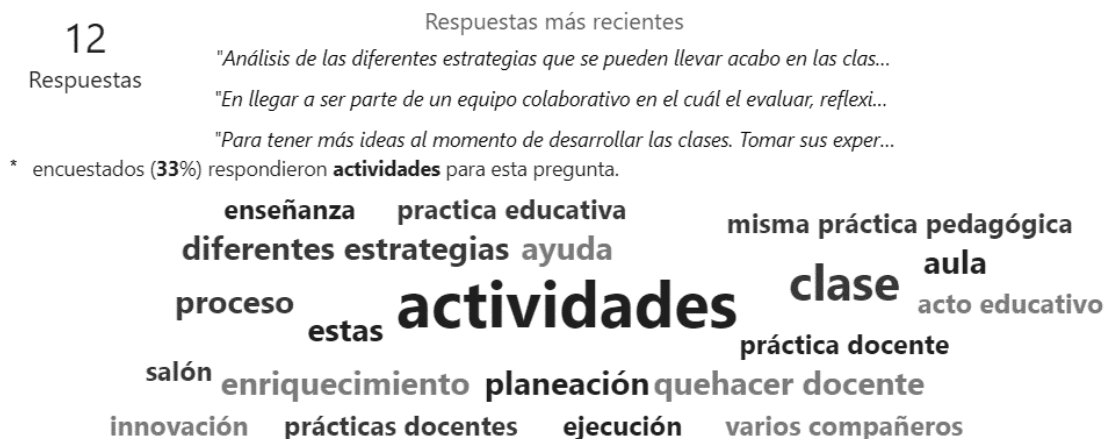 12
Respuestas
Respuestas más recientes
"Análisis de las diferentes estrategias que se pueden llevar acabo en las clas...
"En llegar a ser parte de un equipo colaborativo en el cuál el evaluar, reflexi...
"Para tener más ideas al momento de desarrollar las clases. Tomar sus exper...
* encuestados (33%) respondieron actividades para esta pregunta.
enseñanza practica educativa
misma práctica pedagógica
diferentes estrategias ayuda
aula
clase
proceso
actividades
acto educativo
estas
práctica docente
salón
enriquecimiento planeación quehacer docente
innovación prácticas docentes ejecución varios compañeros